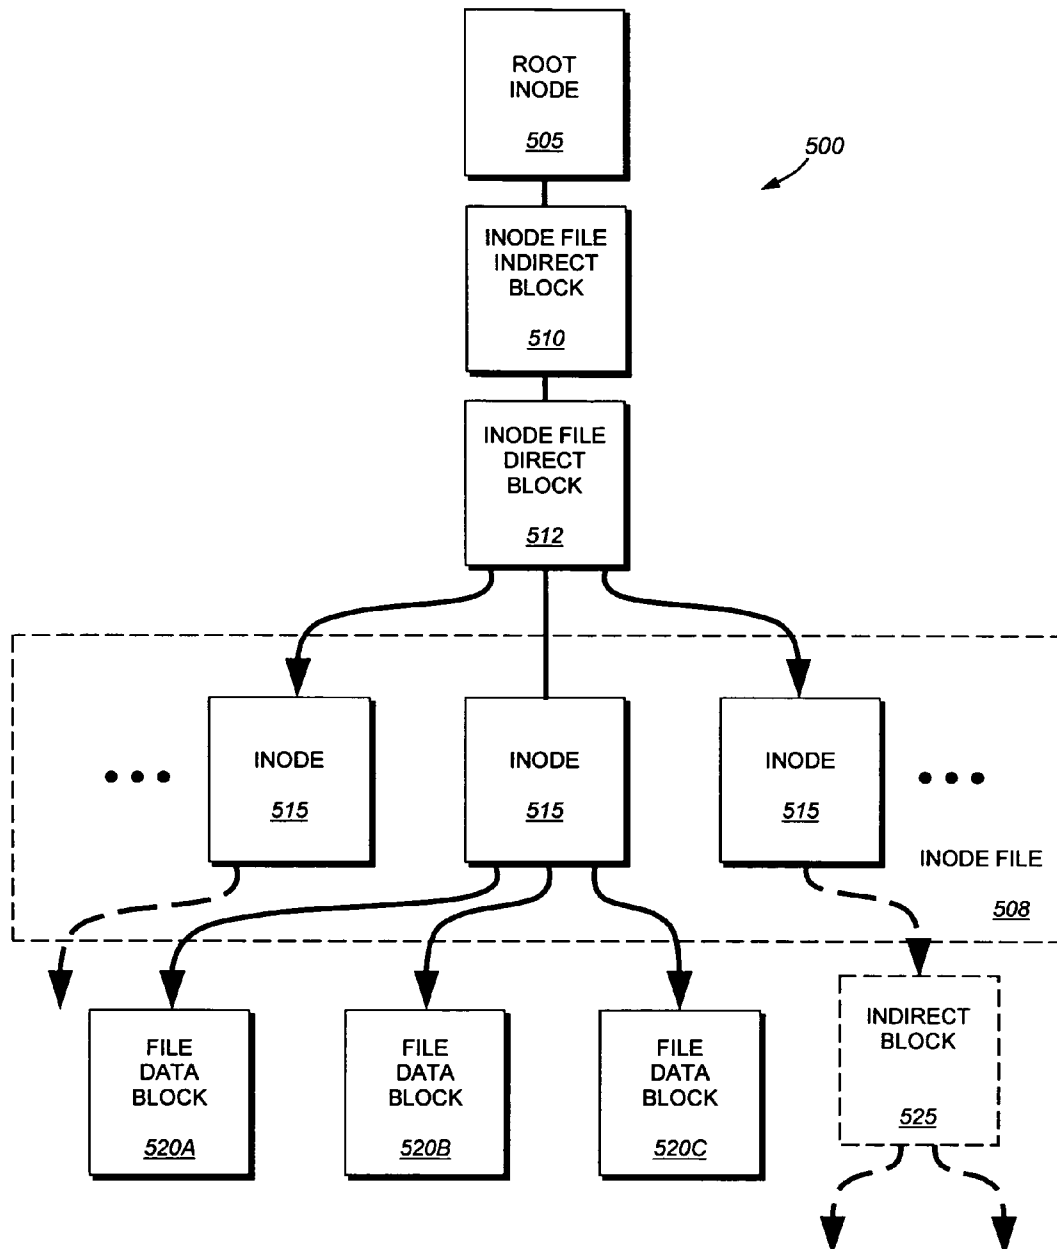 ROOT
INODE
505
500
INODE FILE
INDIRECT
BLOCK
510
INODE FILE
DIRECT
BLOCK
512
INODE
515
INODE
515
INODE
515
INODE FILE
508
FILE
DATA
BLOCK
520A
FILE
DATA
BLOCK
520B
FILE
DATA
BLOCK
520C
INDIRECT
BLOCK
525